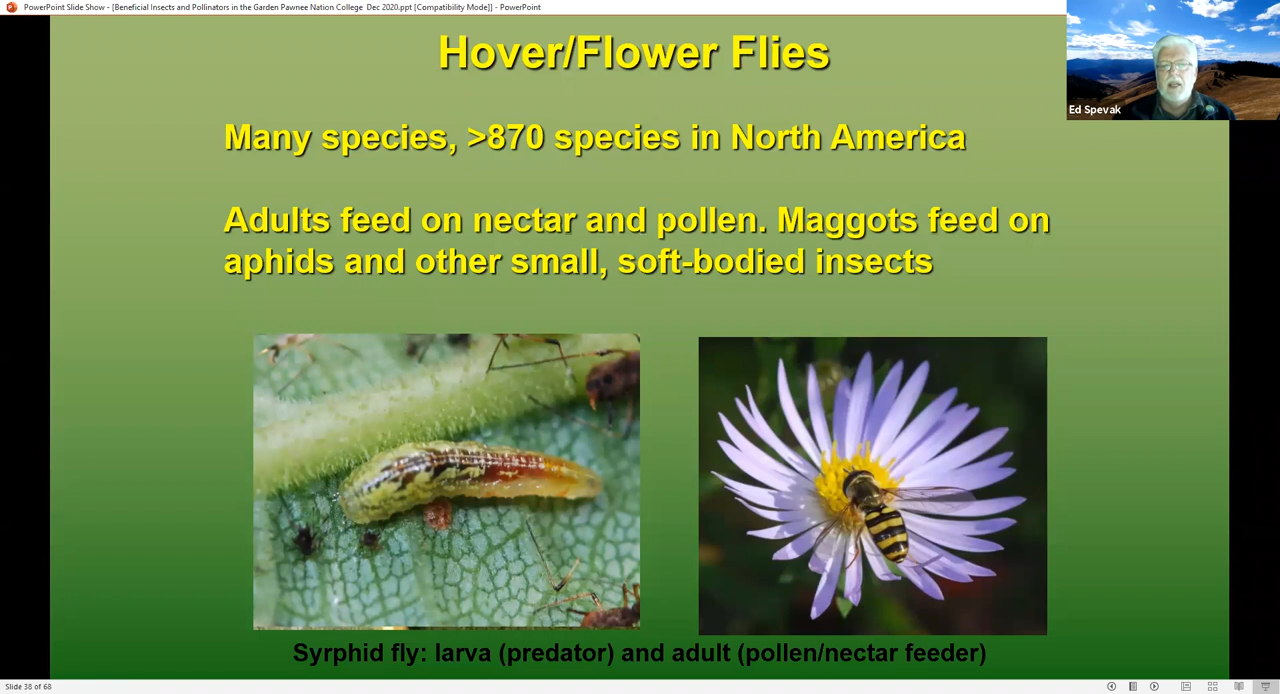 PowerPoint Slide Show - [Beneficial Insects and Pollinators in the Garden Pawnee Nation College  Dec 2020.ppt [Compatibility Mode]] - PowerPoint
Hover/Flower Flies
Ed Spevak
Many species, >870 species in North America
Adults feed on nectar and pollen. Maggots feed on
aphids and other small, soft-bodied insects
Syrphid fly: larva (predator) and adult (pollen/nectar feeder)
Slide 38 of 68